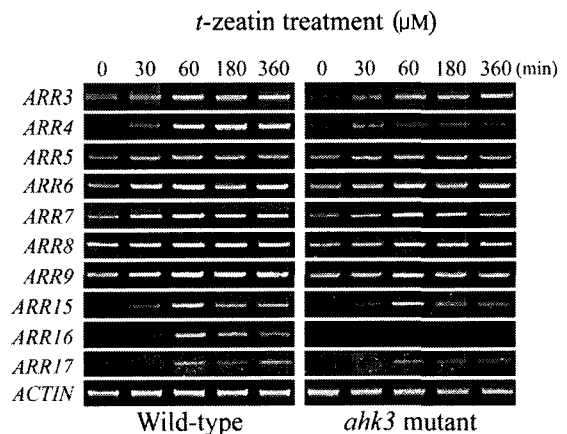 t-zeatin treatment (μM)
0 30 60 180 360 0 30 60 180 360 (min)
ARR3
ARR4
ARR5
ARR6
ARR7
ARR8
ARR9
ARR15
ARR16
ARR17
ACTIN
Wild-type ahk3 mutant